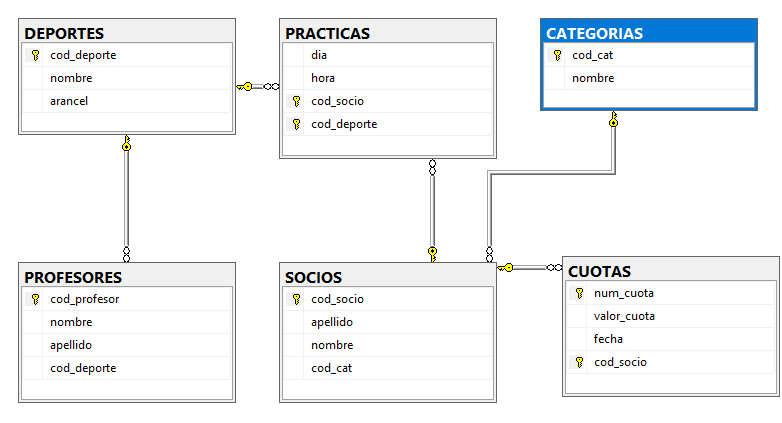 DEPORTES
cod_deporte
nombre
arancel
PRACTICAS
dia
hora
cod_socio
cod_deporte
CATEGORIAS
cod_cat
nombre
PROFESORES
cod_profesor
nombre
apellido
cod_deporte
SOCIOS
cod_socio
apellido
nombre
cod_cat
CUOTAS
num_cuota
valor_cuota
fecha
cod_socio